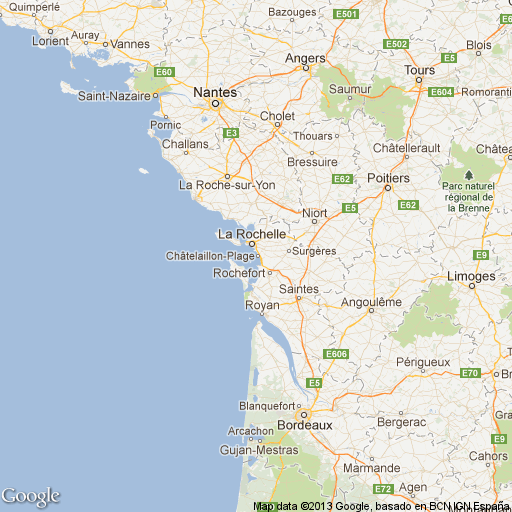 Quimperlé
Bazouges
E501
E50
Lorient
Auray
Vannes
Angers
E502
Blois
E60
Tours
Saint-Nazaire
Nantes
Saumur
E604
Romorantin
Pornic
Cholet
E3
Thouars
Challans
Châtellerault
Bressuire
La Roche-sur-Yon
E62
Poitiers
Parc naturel
régional de
la Brenne
Niort
E5
E62
La Rochelle
Surgères
E9
Châtelaillon-Plage
Rochefort
Limoges
Saintes
Angoulême
Royan
E606
Périgueux
E70
E5
Blanquefort
Bordeaux
Bergerac
Arcachon
Gujan-Mestras
E9
Cahors
Marmande
E72
Agen
Google
Map data ©2013 Google, basado en BCN IGN España